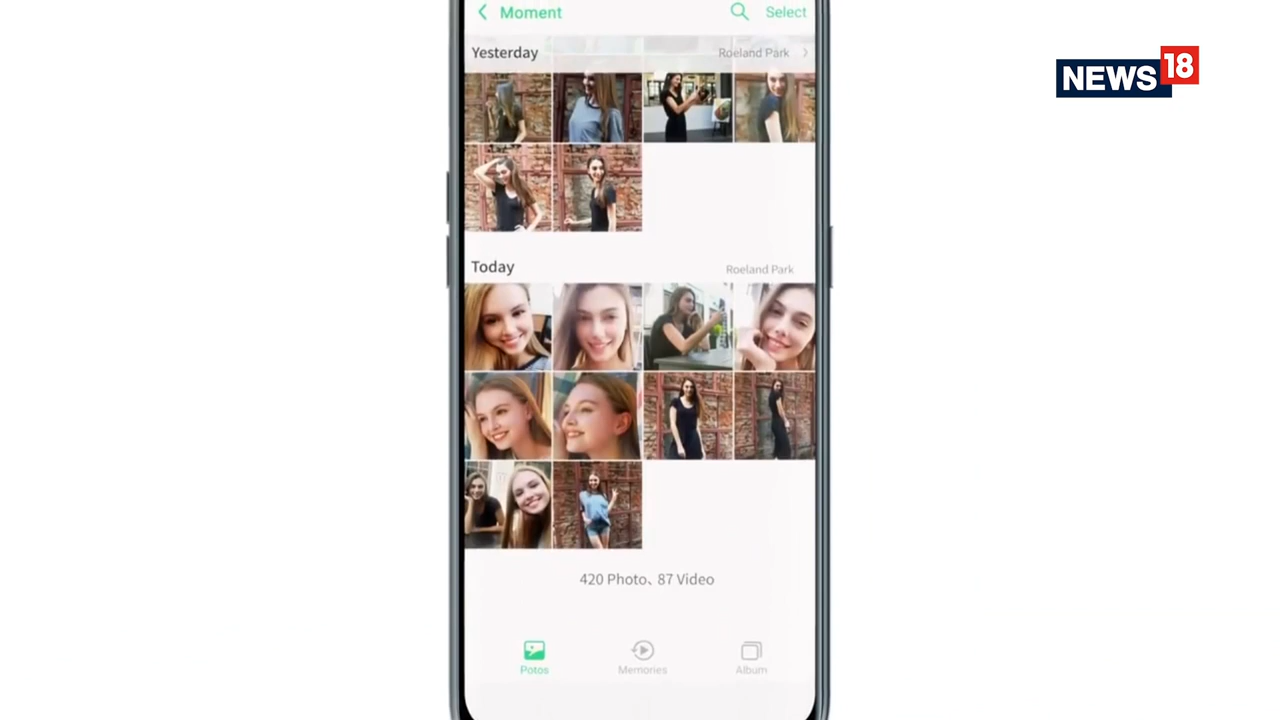 Moment
Select
NEWS18
Yesterday
Roeland Park
Today
Roeland Park
420 Photo、87 Video
Potos
Memories
Album